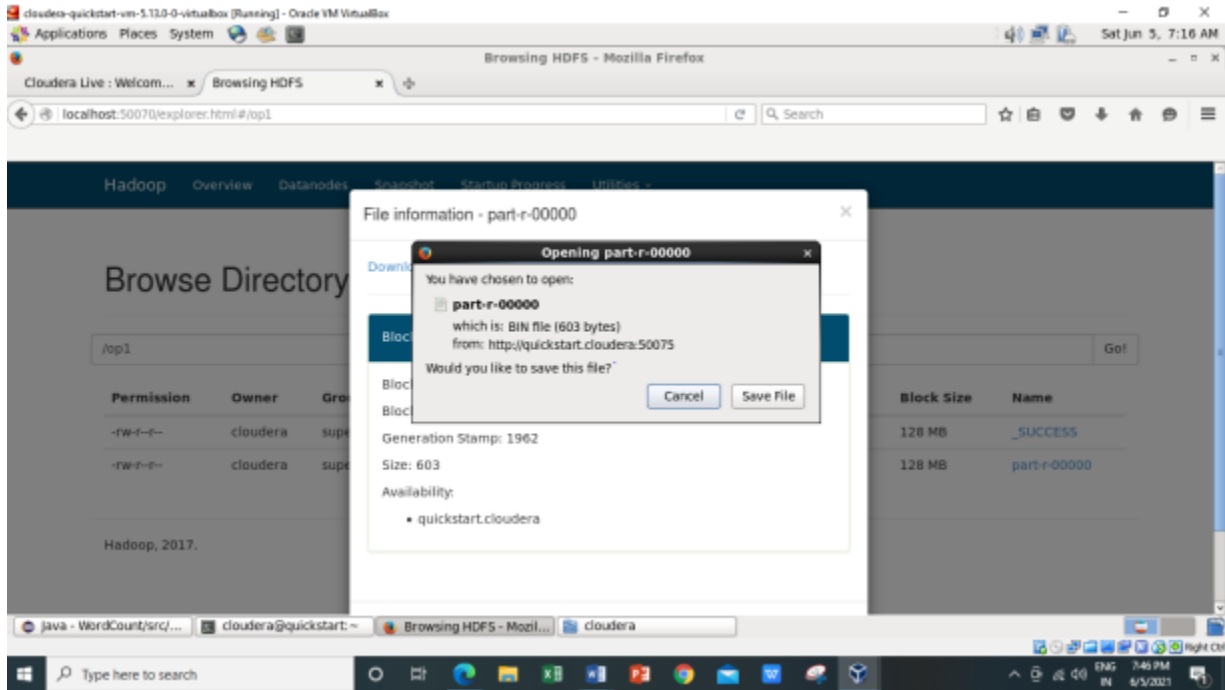 cloudera-quickstart-vm-5.13.0-0-virtualbox [Running] - Oracle VM VirtualBox
Applications Places System Sat Jun 5, 7:16 AM
Browsing HDFS - Mozilla Firefox
Cloudera Live : Welcom... Browsing HDFS
localhost:50070/explorer.html#/op1 Search
Hadoop Overview Datanodes Snapshot Startup Progress Utilities
File information - part-r-00000
Opening part-r-00000
You have chosen to open:
part-r-00000
which is: BIN file (603 bytes)
from: http://quickstart.cloudera:50075
Would you like to save this file?
Cancel Save File
Browse Directory
/op1 Go!
Permission Owner Block Size Name
-rw-r--r-- cloudera 128 MB _SUCCESS
-rw-r--r-- cloudera 128 MB part-r-00000
Generation Stamp: 1962
Size: 603
Availability:
• quickstart.cloudera
Hadoop, 2017.
Java - WordCount/src/... cloudera@quickstart:~ Browsing HDFS - Mozil... cloudera
Right Ctrl
Type here to search ENG 7:46 PM
IN 6/5/2021